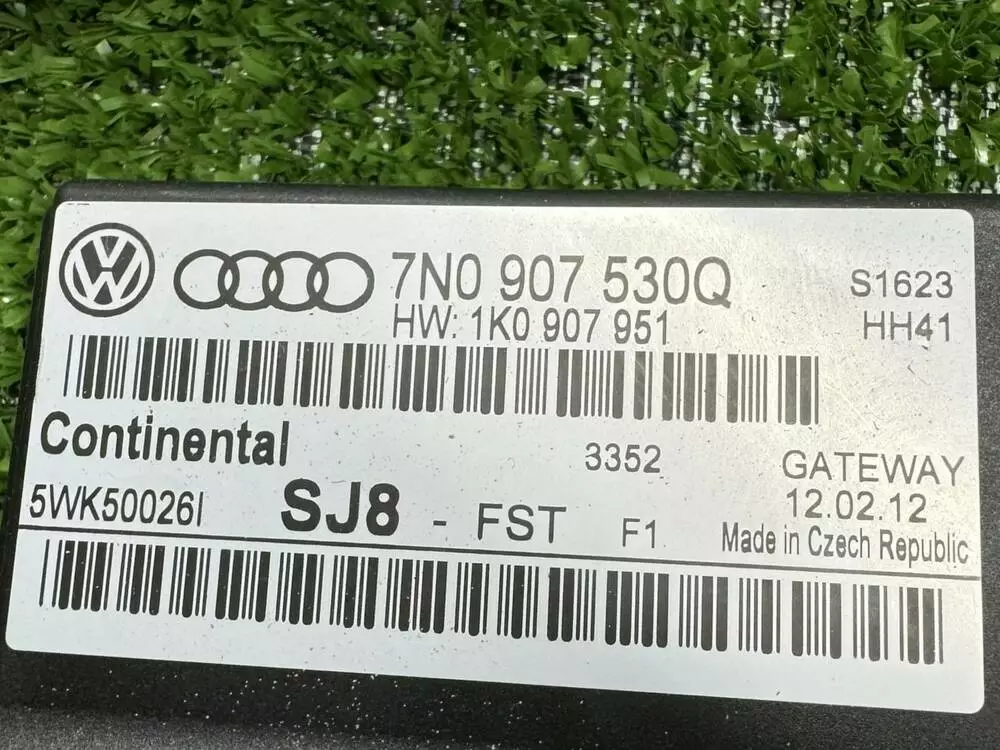 7N0 907 530Q S1623
HW: 1K0 907 951 HH41
Continental 3352 GATEWAY
5WK50026I SJ8 - FST F1 12.02.12
Made in Czech Republic